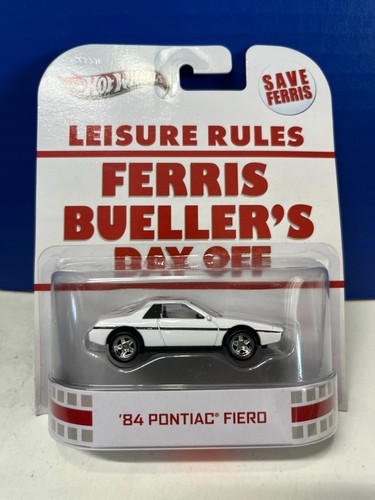 Hot Wheels
SAVE
FERRIS
LEISURE RULES
FERRIS
BUELLER'S
DAY OFF
'84 PONTIAC® FIERO